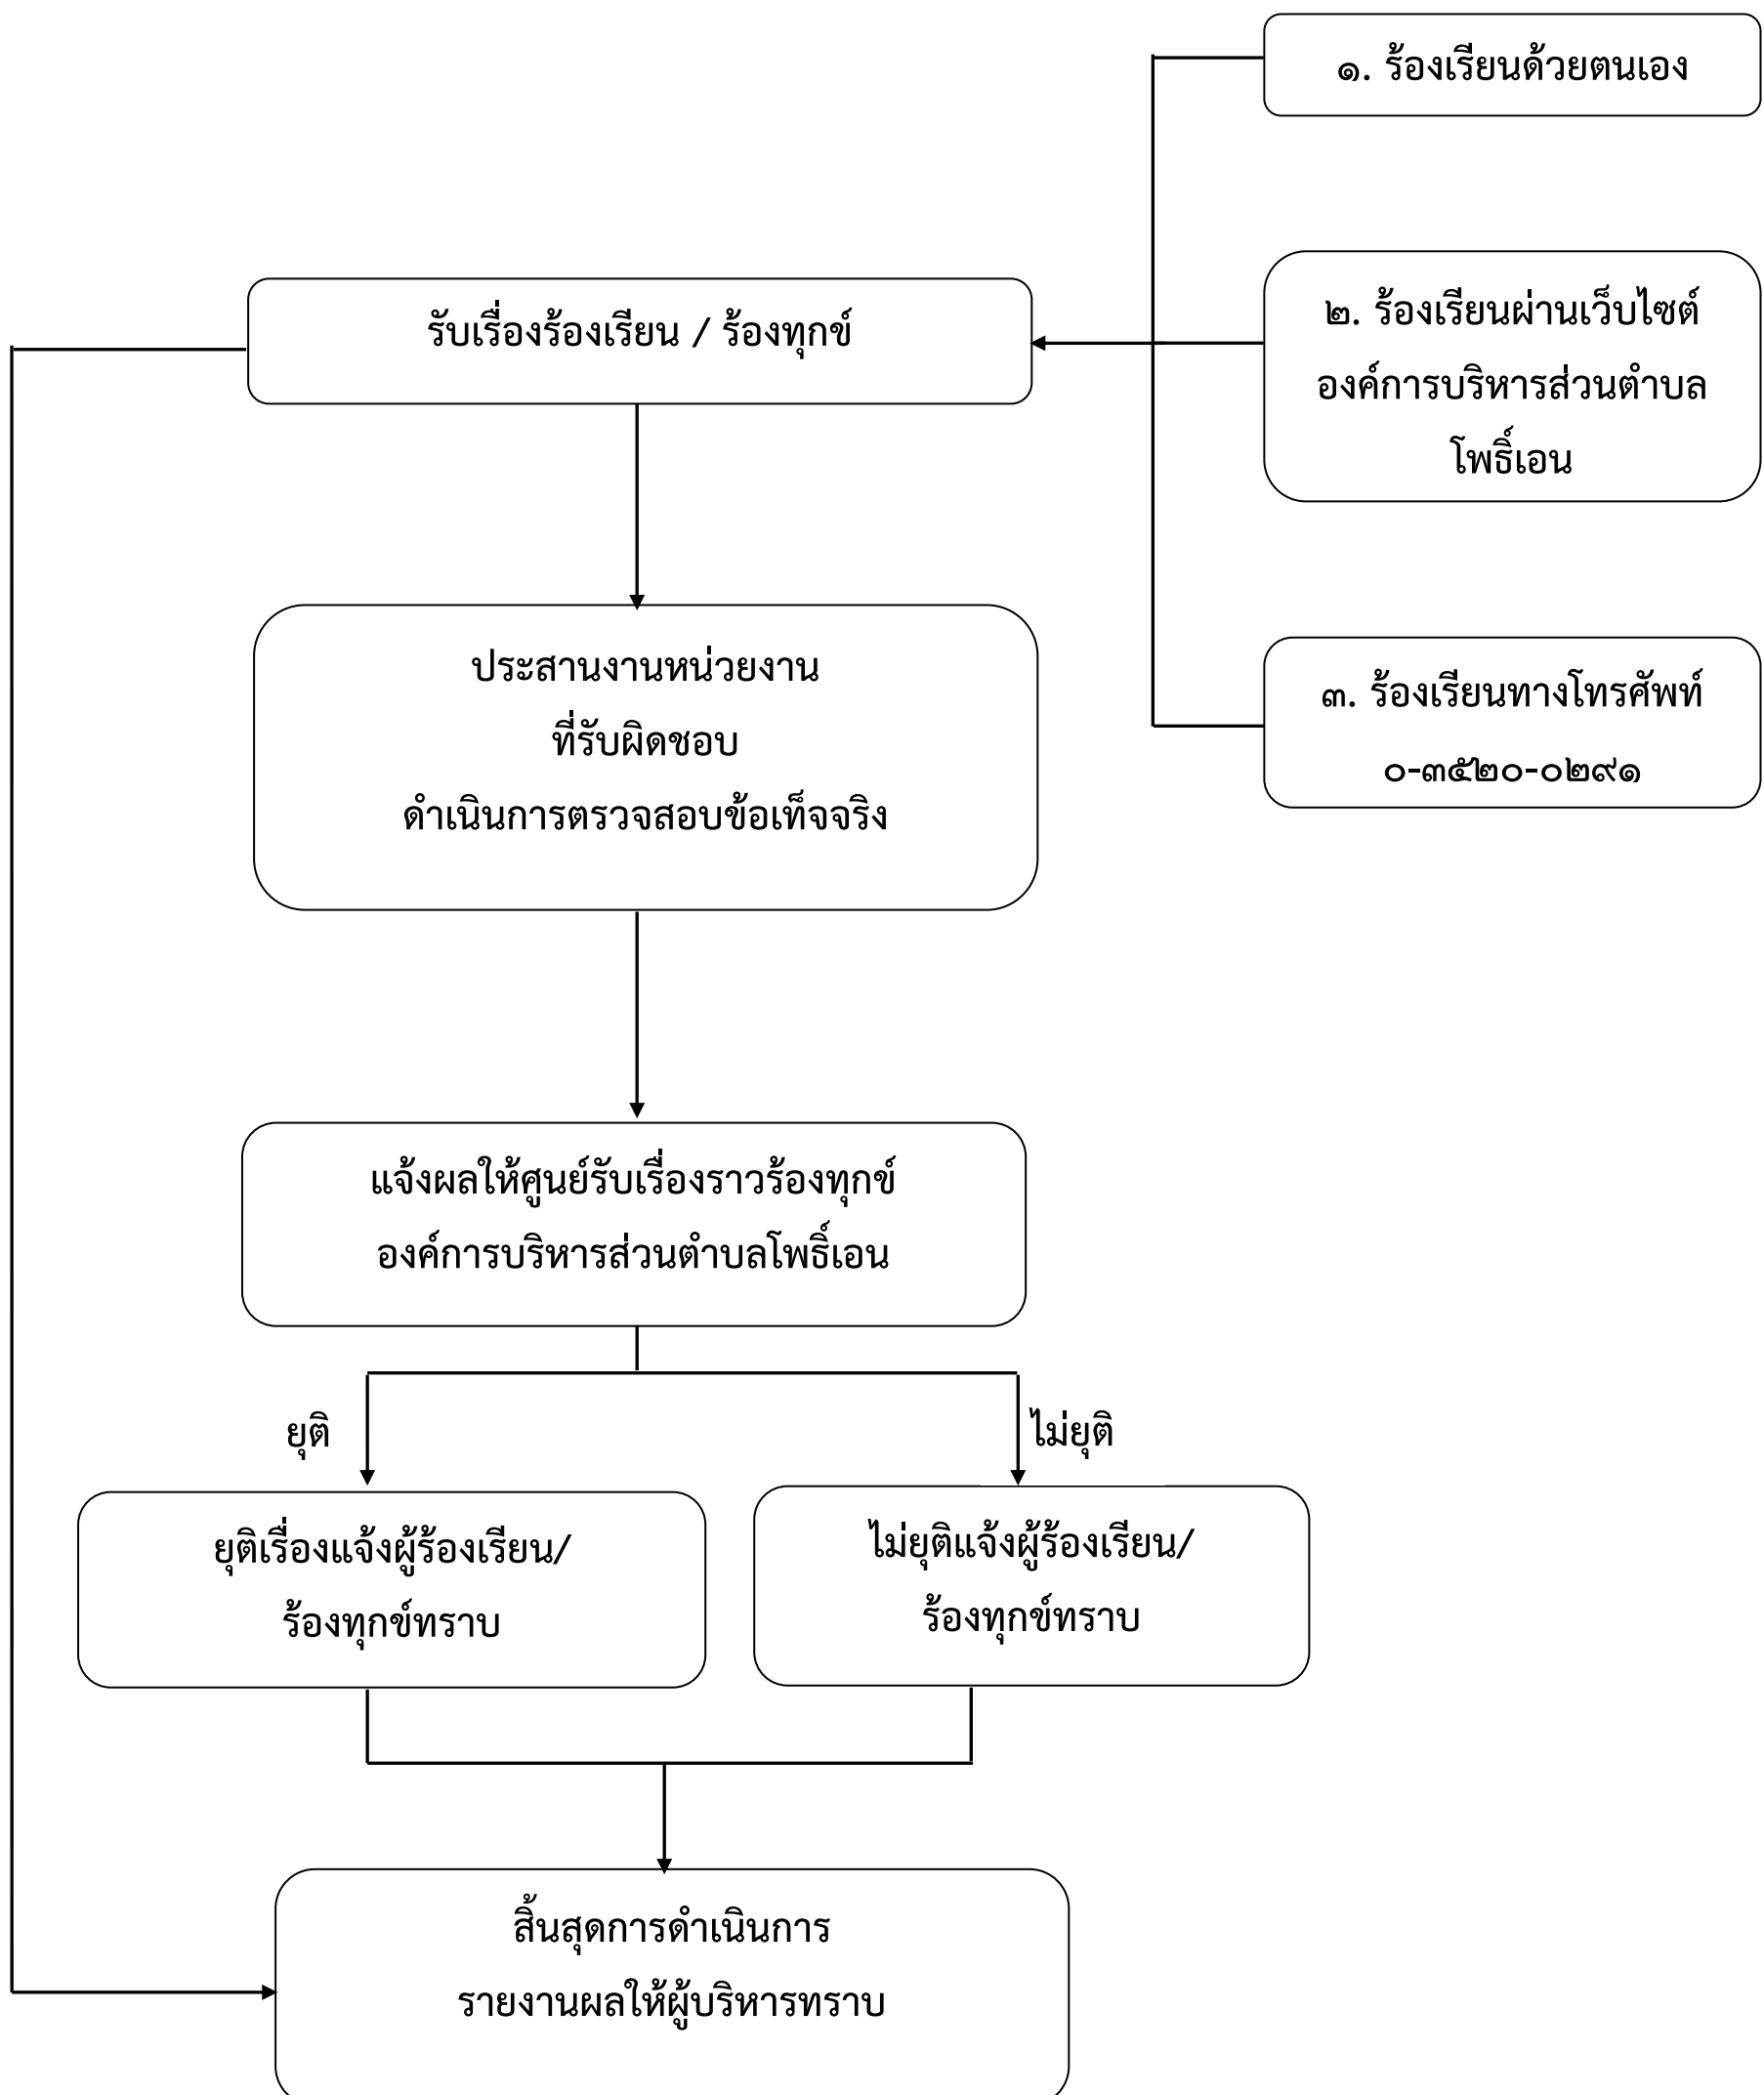 ๑. ร้องเรียนด้วยตนเอง
รับเรื่องร้องเรียน / ร้องทุกข์
๒. ร้องเรียนผ่านเว็บไซต์
องค์การบริหารส่วนตำบล
โพธิ์เอน
๓. ร้องเรียนทางโทรศัพท์
๐-๓๕๒๐-๐๒๙๑
ประสานงานหน่วยงาน
ที่รับผิดชอบ
ดำเนินการตรวจสอบข้อเท็จจริง
แจ้งผลให้ศูนย์รับเรื่องราวร้องทุกข์
องค์การบริหารส่วนตำบลโพธิ์เอน
ยุติ
ไม่ยุติ
ยุติเรื่องแจ้งผู้ร้องเรียน/
ร้องทุกข์ทราบ
ไม่ยุติแจ้งผู้ร้องเรียน/
ร้องทุกข์ทราบ
สิ้นสุดการดำเนินการ
รายงานผลให้ผู้บริหารทราบ